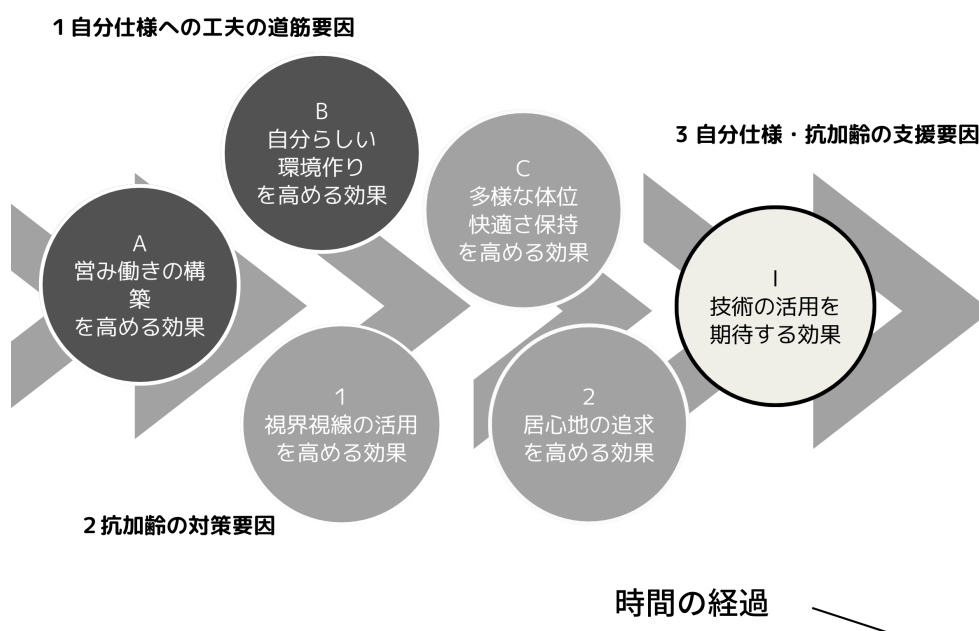 1 自分仕様への工夫の道筋要因
B
自分らしい
環境作り
を高める効果
C
多様な体位
快適さ保持
を高める効果
3 自分仕様・抗加齢の支援要因
A
営み働きの構
築
を高める効果
I
技術の活用を
期待する効果
1
視界視線の活用
を高める効果
2
居心地の追求
を高める効果
2 抗加齢の対策要因
時間の経過